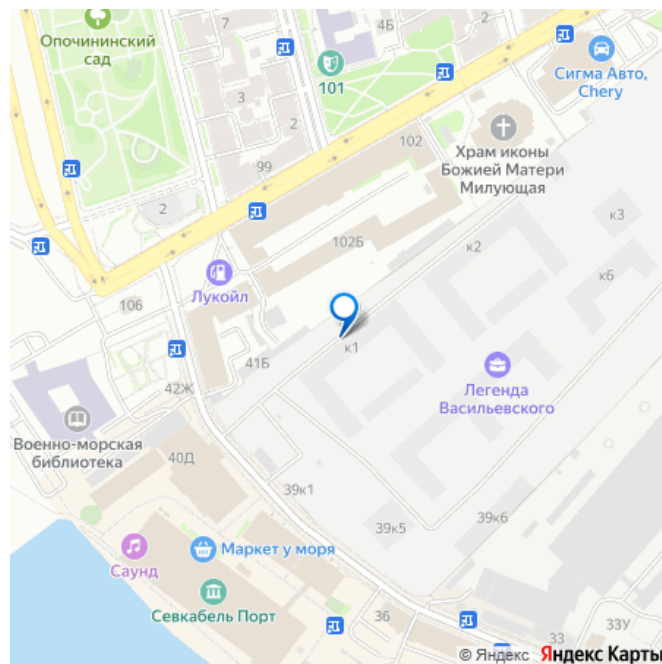 Опочининский
сад
7
4Б
101
Сигма Авто,
Chery
3
2
102
Храм иконы
Божией Матери
Милующая
99
2
к3
102Б
к2
к6
Лукойл
106
к1
41Б
42Ж
Легенда
Васильевского
Военно-морская
библиотека
40Д
39к1
39к6
39к5
Маркет у моря
Саунд
Севкабель Порт
36
33
33У
© Яндекс Яндекс Карты